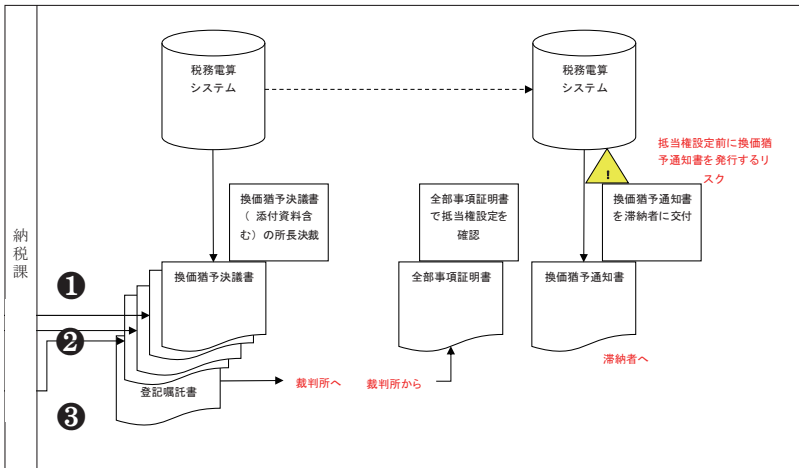 納税課
税務電算
システム
税務電算
システム
抵当権設定前に換価猶
予通知書を発行するリ
スク
!
換価猶予決議書
（ 添付資料含
む）の所長決裁
全部事項証明書
で抵当権設定を
確認
換価猶予通知書
を滞納者に交付
❶
換価猶予決議書
全部事項証明書
換価猶予通知書
❷
滞納者へ
登記嘱託書
裁判所へ
裁判所から
❸